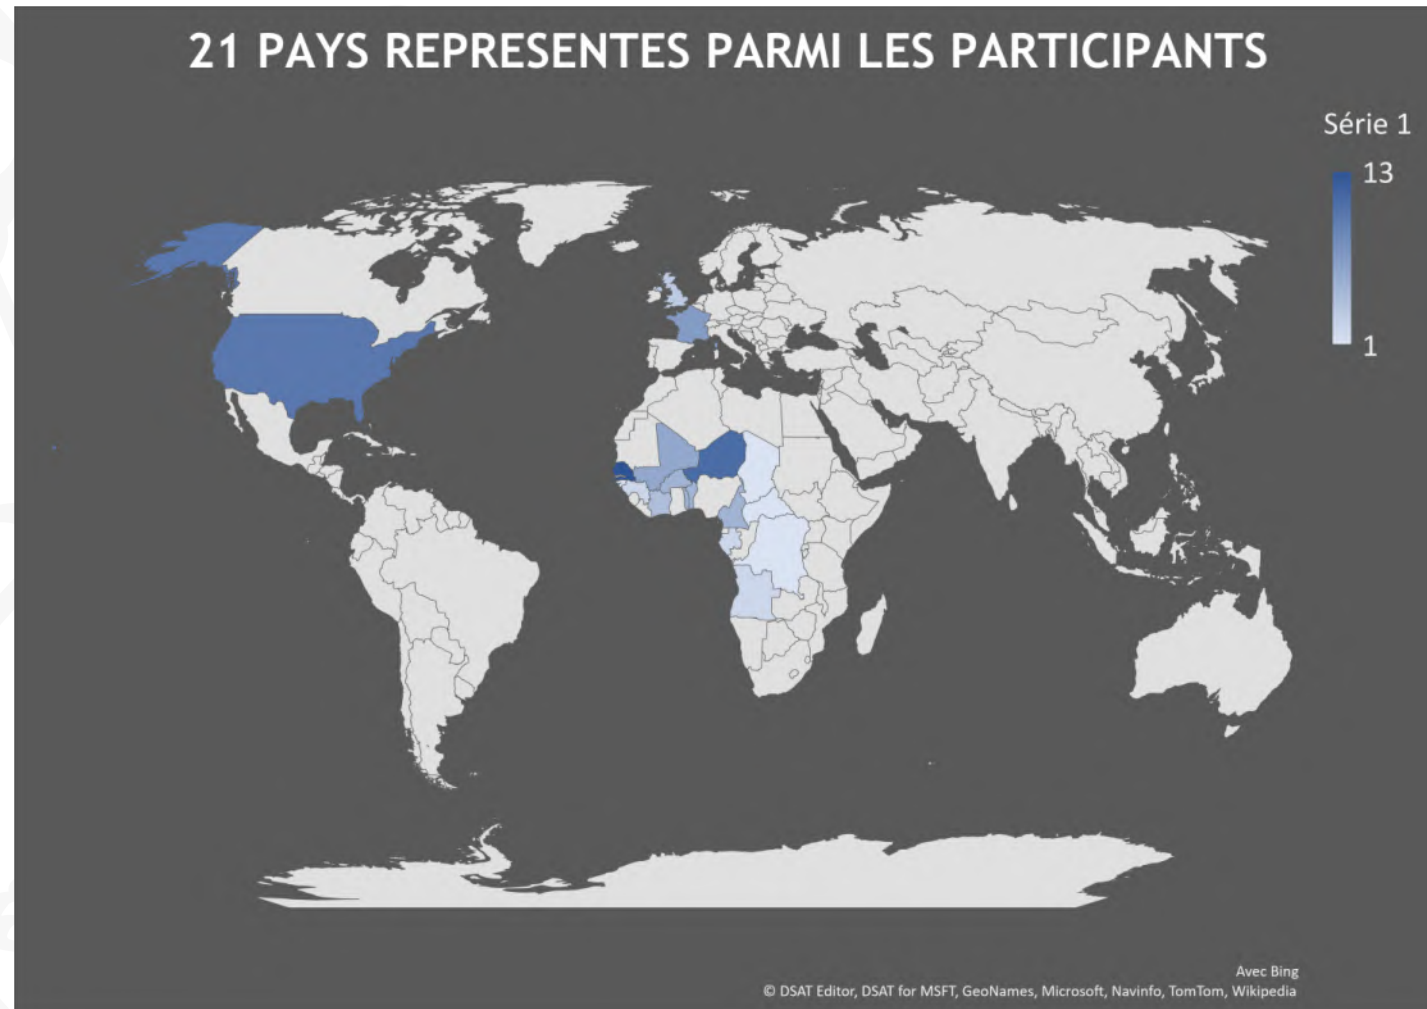 21 PAYS REPRESENTES PARMI LES PARTICIPANTS
Série 1
13
1
Avec Bing
© DSAT Editor, DSAT for MSFT, GeoNames, Microsoft, Navinfo, TomTom, Wikipedia